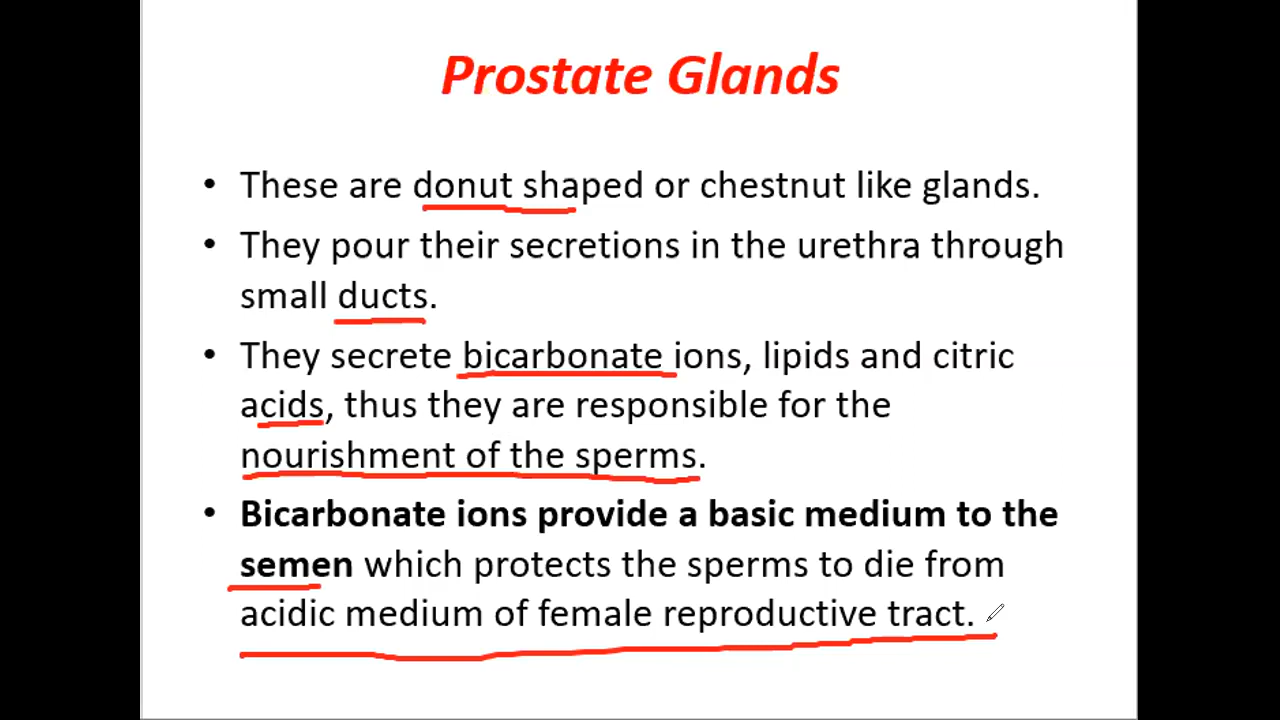 Prostate Glands
• These are donut shaped or chestnut like glands.
• They pour their secretions in the urethra through
small ducts.
• They secrete bicarbonate ions, lipids and citric
acids, thus they are responsible for the
nourishment of the sperms.
• Bicarbonate ions provide a basic medium to the
semen which protects the sperms to die from
acidic medium of female reproductive tract.